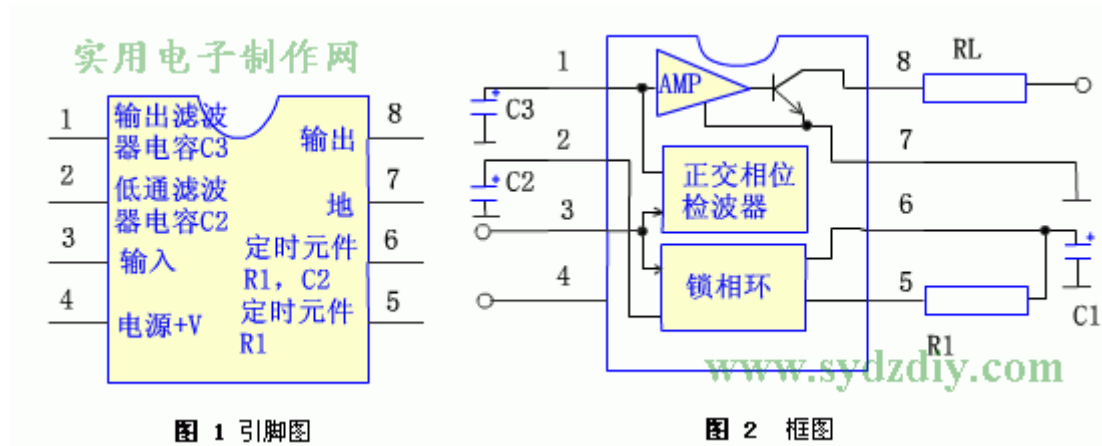 实用电子制作网
1
2
3
4
输出滤波
器电容C3
低通滤波
器电容C2
输入
电源+V
输出
地
定时元件
R1，C2
定时元件
R1
8
7
6
5
图 1 引脚图
1
2
3
4
C3
C2
AMP
正交相位
检波器
锁相环
8
7
6
5
RL
R1
C1
www.sydzdiy.com
图 2 框图